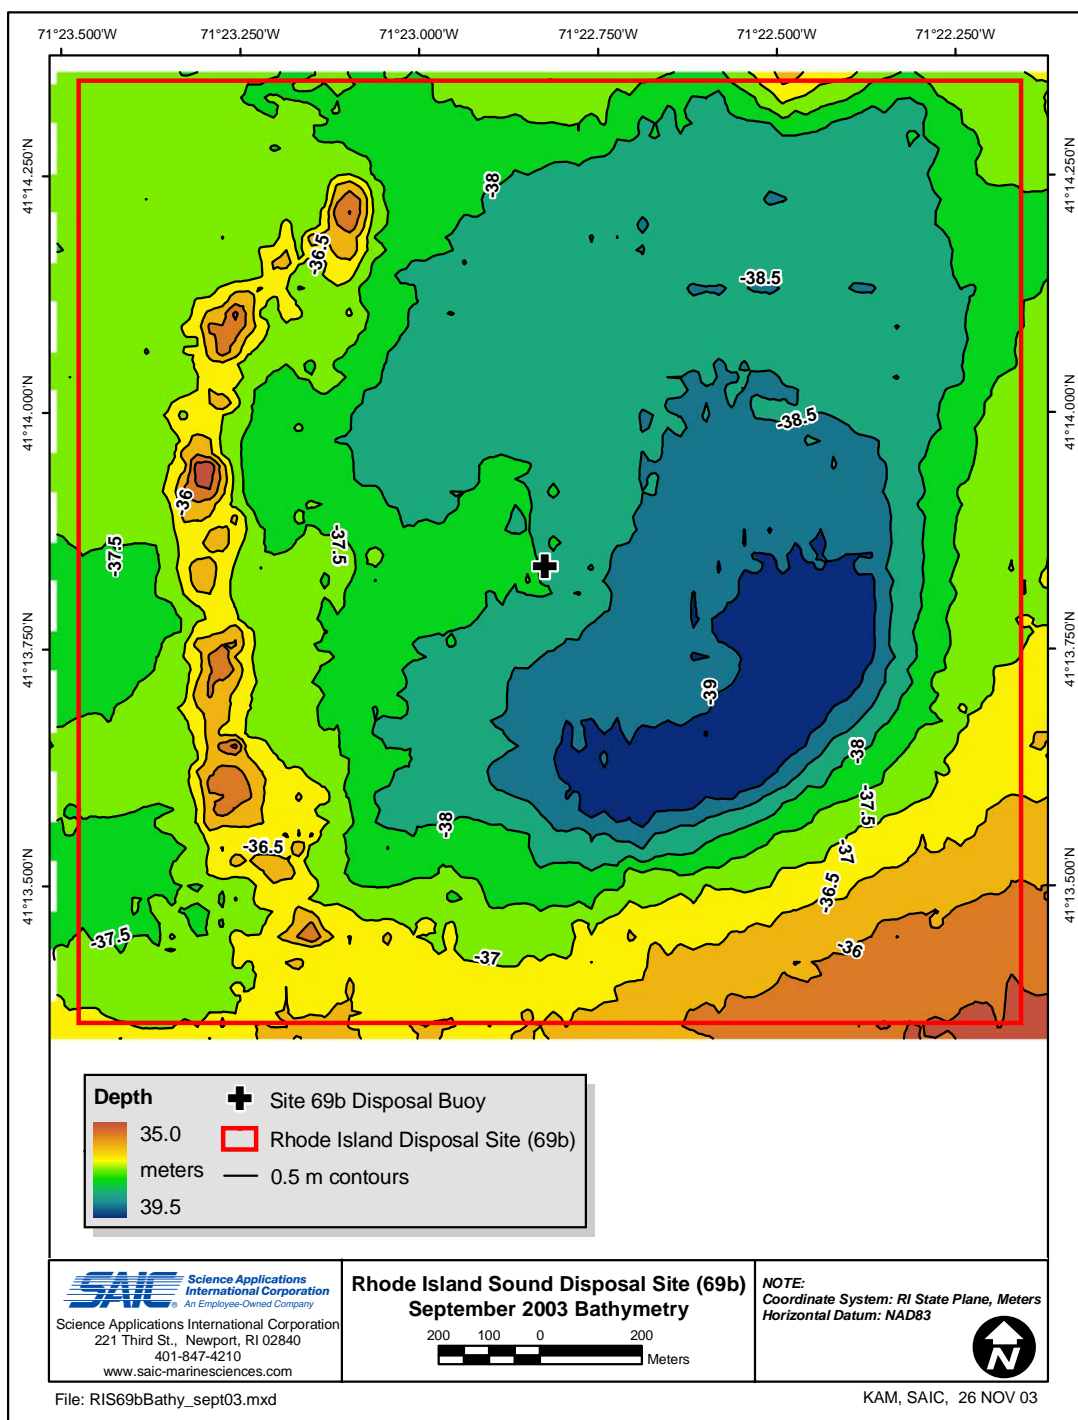 71°23.500'W 71°23.250'W 71°23.000'W 71°22.750'W 71°22.500'W 71°22.250'W
41°14.250'N 41°14.250'N
41°14.000'N 41°14.000'N
41°13.750'N 41°13.750'N
41°13.500'N 41°13.500'N
-38
-36.5
-38.5
-38.5
-36
-37.5
-37.5
-39
-38
-37.5
-38
-37
-36.5
-36.5
-37.5
-37
-36
Depth
35.0
meters
39.5
Site 69b Disposal Buoy
Rhode Island Disposal Site (69b)
0.5 m contours
SAIC®
Science Applications
International Corporation
An Employee-Owned Company
Science Applications International Corporation
221 Third St., Newport, RI 02840
401-847-4210
www.saic-marinesciences.com
Rhode Island Sound Disposal Site (69b)
September 2003 Bathymetry
200 100 0 200
Meters
NOTE:
Coordinate System: RI State Plane, Meters
Horizontal Datum: NAD83
N
File: RIS69bBathy_sept03.mxd
KAM, SAIC, 26 NOV 03